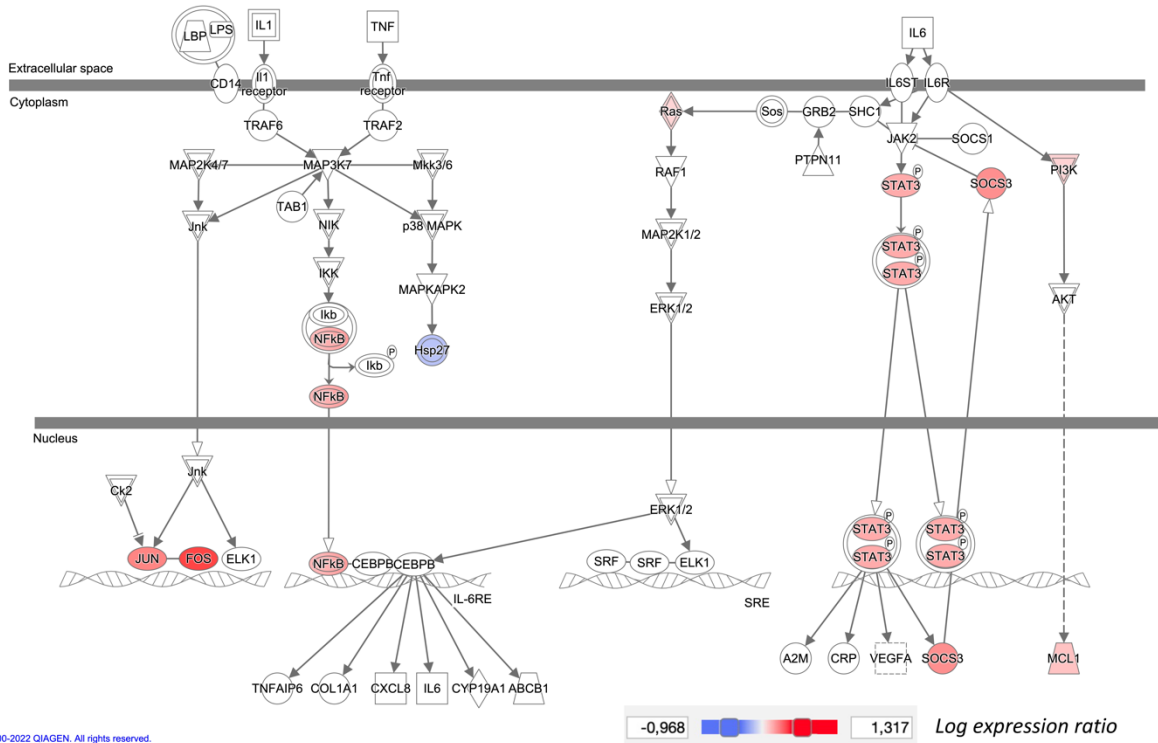 LBP
LPS
IL1
TNF
IL6
Extracellular space
CD14
Il1
receptor
Tnf
receptor
IL6ST
IL6R
Cytoplasm
TRAF6
TRAF2
Ras
Sos
GRB2
SHC1
JAK2
SOCS1
MAP2K4/7
MAP3K7
Mkk3/6
RAF1
PTPN11
PI3K
STAT3
P
SOCS3
TAB1
Jnk
NIK
p38 MAPK
MAP2K1/2
STAT3
P
STAT3
P
IKK
MAPKAPK2
ERK1/2
AKT
Ikb
NFkB
Hsp27
Ikb
P
NFkB
Nucleus
Jnk
Ck2
ERK1/2
JUN
FOS
ELK1
NFkB
CEBPB
CEBPB
SRF
SRF
ELK1
STAT3
P
STAT3
P
STAT3
P
STAT3
P
IL-6RE
SRE
A2M
CRP
VEGFA
SOCS3
MCL1
TNFAIP6
COL1A1
CXCL8
IL6
CYP19A1
ABCB1
-0,968
1,317
Log expression ratio
00-2022 QIAGEN. All rights reserved.